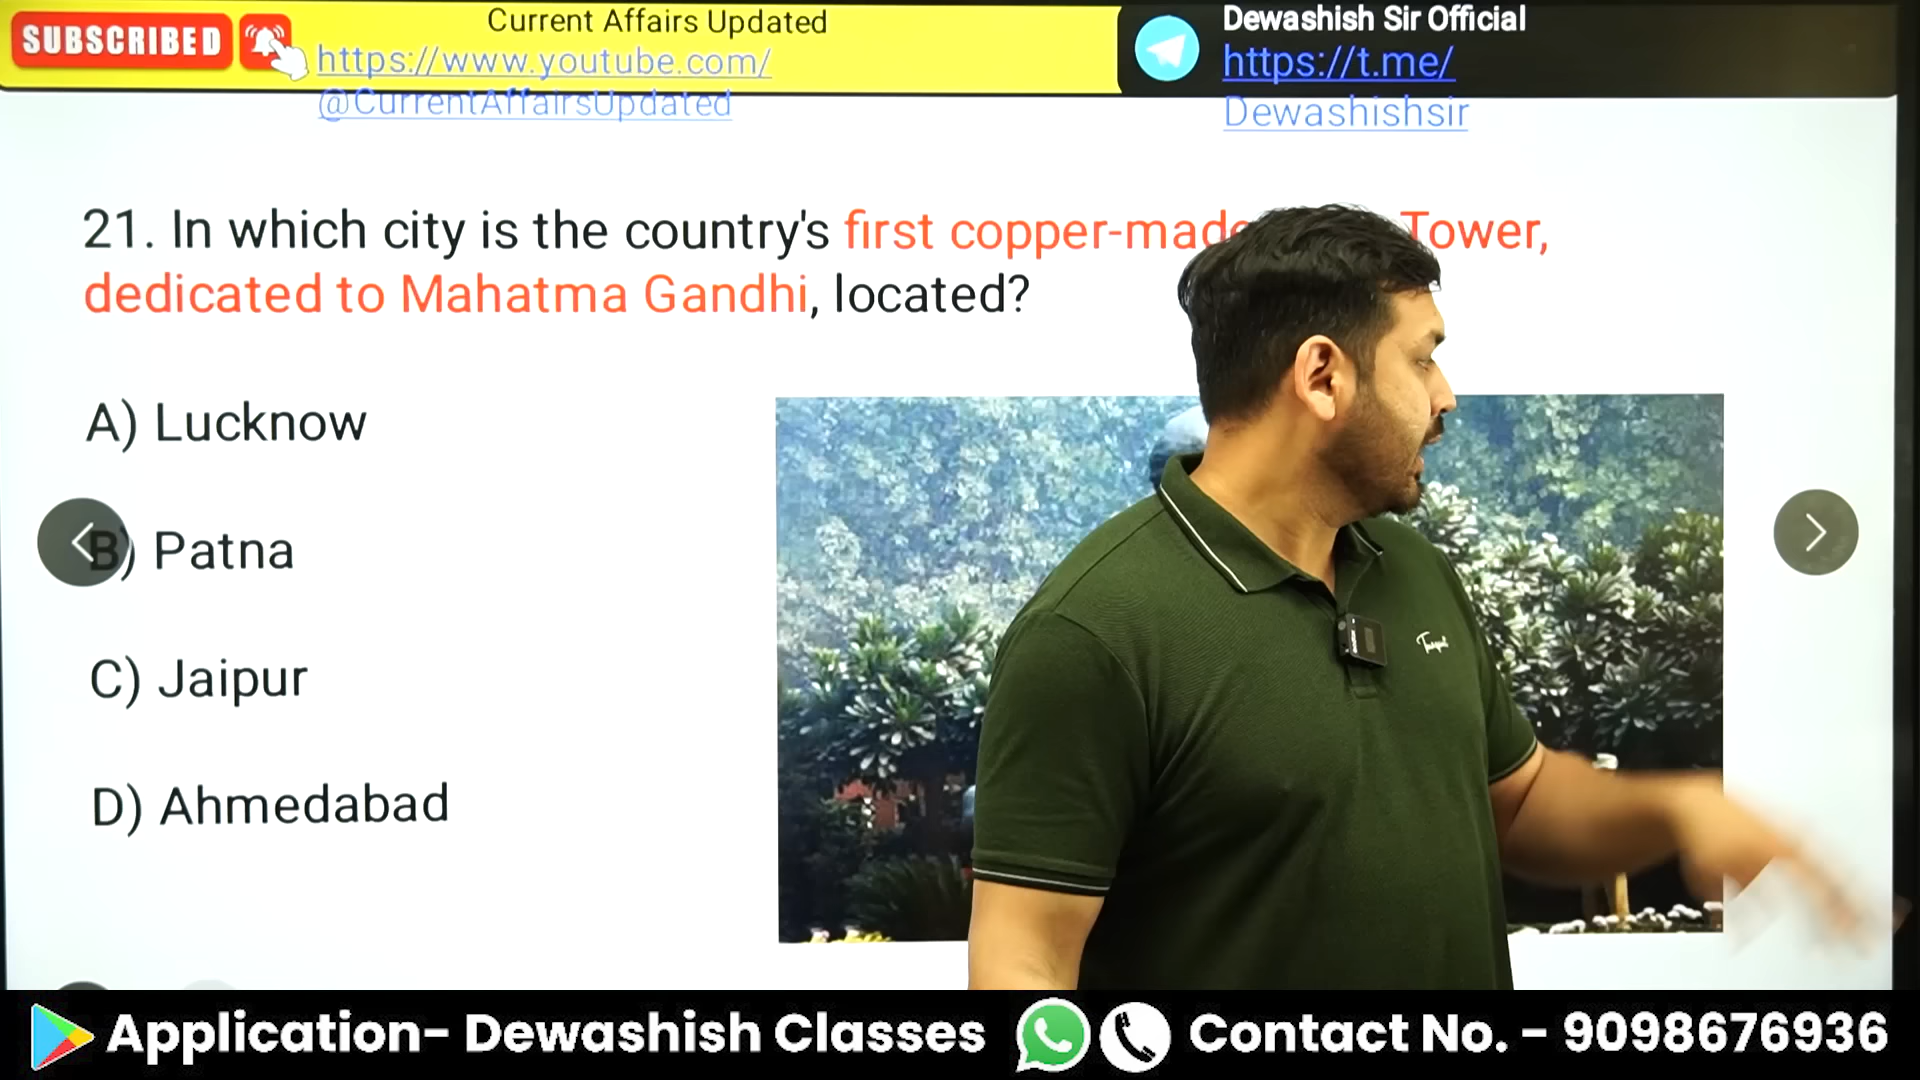 SUBSCRIBED
Current Affairs Updated
https://www.youtube.com/
@CurrentAffairsUpdated
Dewashish Sir Official
https://t.me/
Dewashishsir
21. In which city is the country's first copper-made Tower,
dedicated to Mahatma Gandhi, located?
A) Lucknow
B) Patna
C) Jaipur
D) Ahmedabad
Application- Dewashish Classes
Contact No. - 9098676936